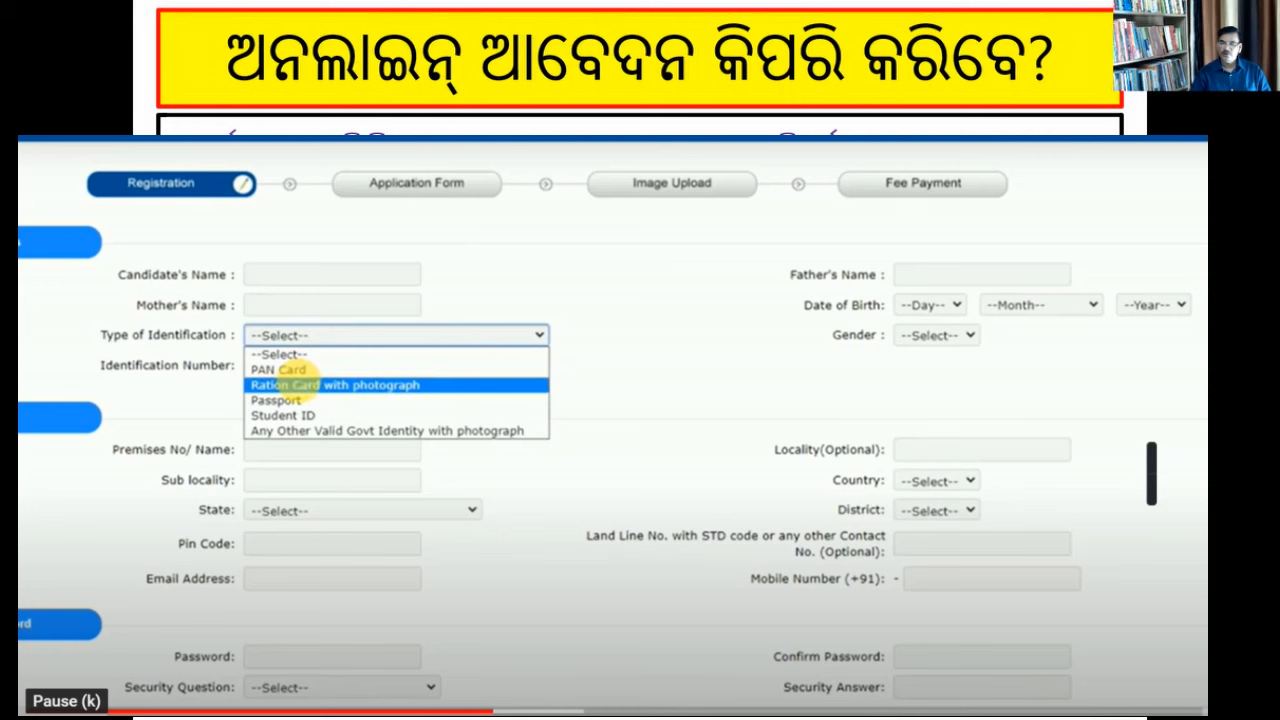 ଅନଲାଇନ୍ ଆବେଦନ କିପରି କରିବେ?
Registration
Application Form
Image Upload
Fee Payment
Candidate's Name :
Father's Name :
Mother's Name :
Date of Birth: --Day-- --Month-- --Year--
Type of Identification : --Select--
Gender : --Select--
--Select--
Identification Number:
PAN Card
Ration Card with photograph
Passport
Student ID
Any Other Valid Govt Identity with photograph
Premises No/ Name:
Locality(Optional):
Sub locality:
Country: --Select--
State: --Select--
District: --Select--
Pin Code:
Land Line No. with STD code or any other Contact
No. (Optional):
Email Address:
Mobile Number (+91): -
Password:
Confirm Password:
Security Question: --Select--
Security Answer:
Pause (k)